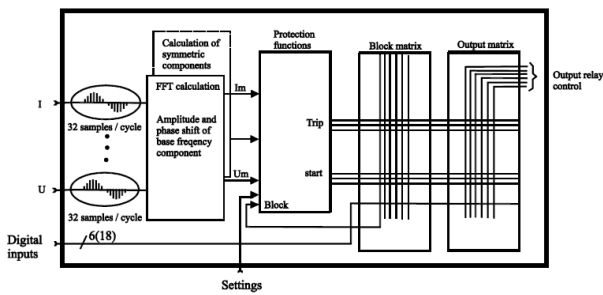 Calculation of
symmetric
components
Protection
functions
Block matrix
Output matrix
FFT calculation
Im
Output relay
control
I
32 samples / cycle
Amplitude and
phase shift of
base freqency
component
Trip
Um
start
U
Block
32 samples / cycle
Digital
inputs
6(18)
Settings